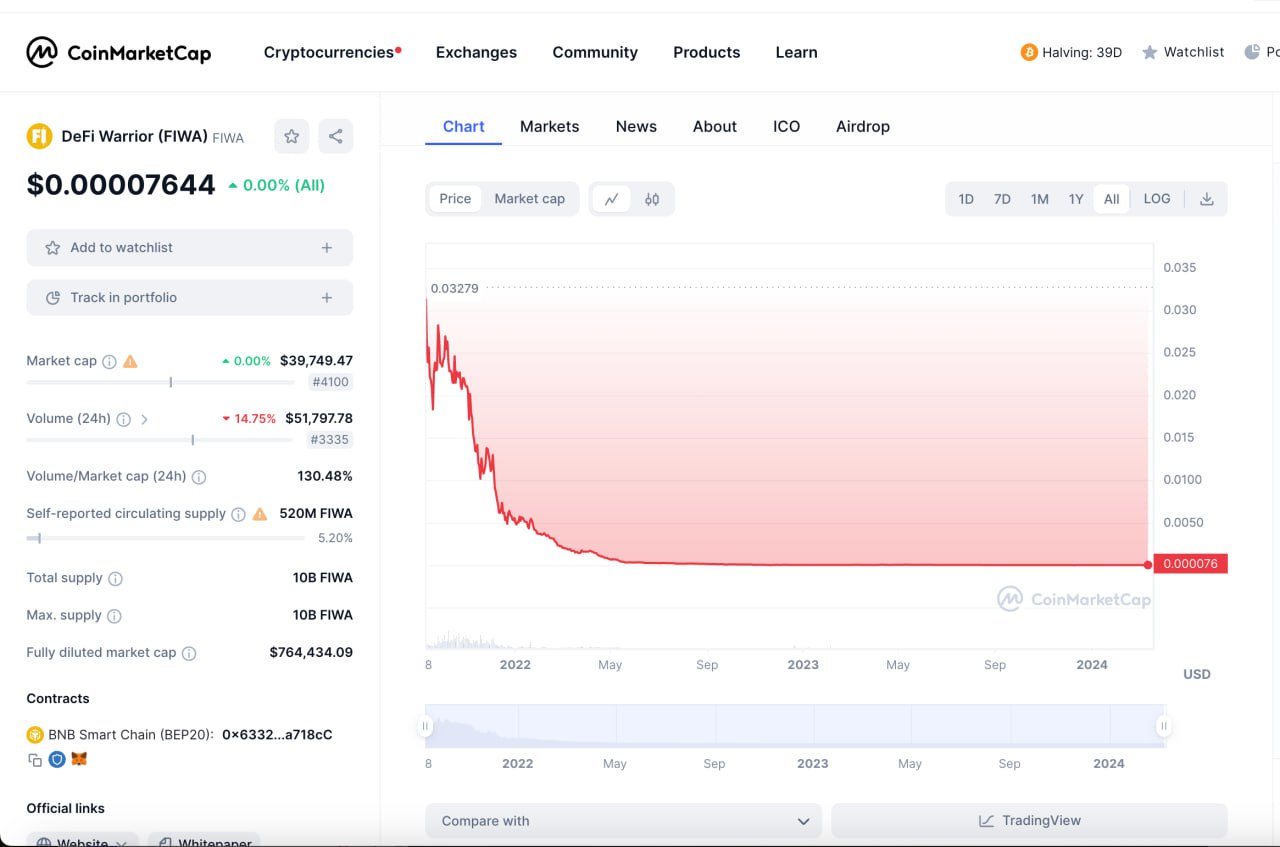 CoinMarketCap
Cryptocurrencies Exchanges Community Products Learn Halving: 39D Watchlist
DeFi Warrior (FIWA) FIWA
$0.00007644 0.00% (All)
Add to watchlist +
Track in portfolio +
Market cap 0.00% $39,749.47
#4100
Volume (24h) 14.75% $51,797.78
#3335
Volume/Market cap (24h) 130.48%
Self-reported circulating supply 520M FIWA
5.20%
Total supply 10B FIWA
Max. supply 10B FIWA
Fully diluted market cap $764,434.09
Contracts
BNB Smart Chain (BEP20): 0x6332...a718cC
Official links
Website Whitepaper
Chart Markets News About ICO Airdrop
Price Market cap 1D 7D 1M 1Y All LOG
0.03279
0.035
0.030
0.025
0.020
0.015
0.0100
0.0050
0.000076
CoinMarketCap
8 2022 May Sep 2023 May Sep 2024
USD
8 2022 May Sep 2023 May Sep 2024
Compare with TradingView